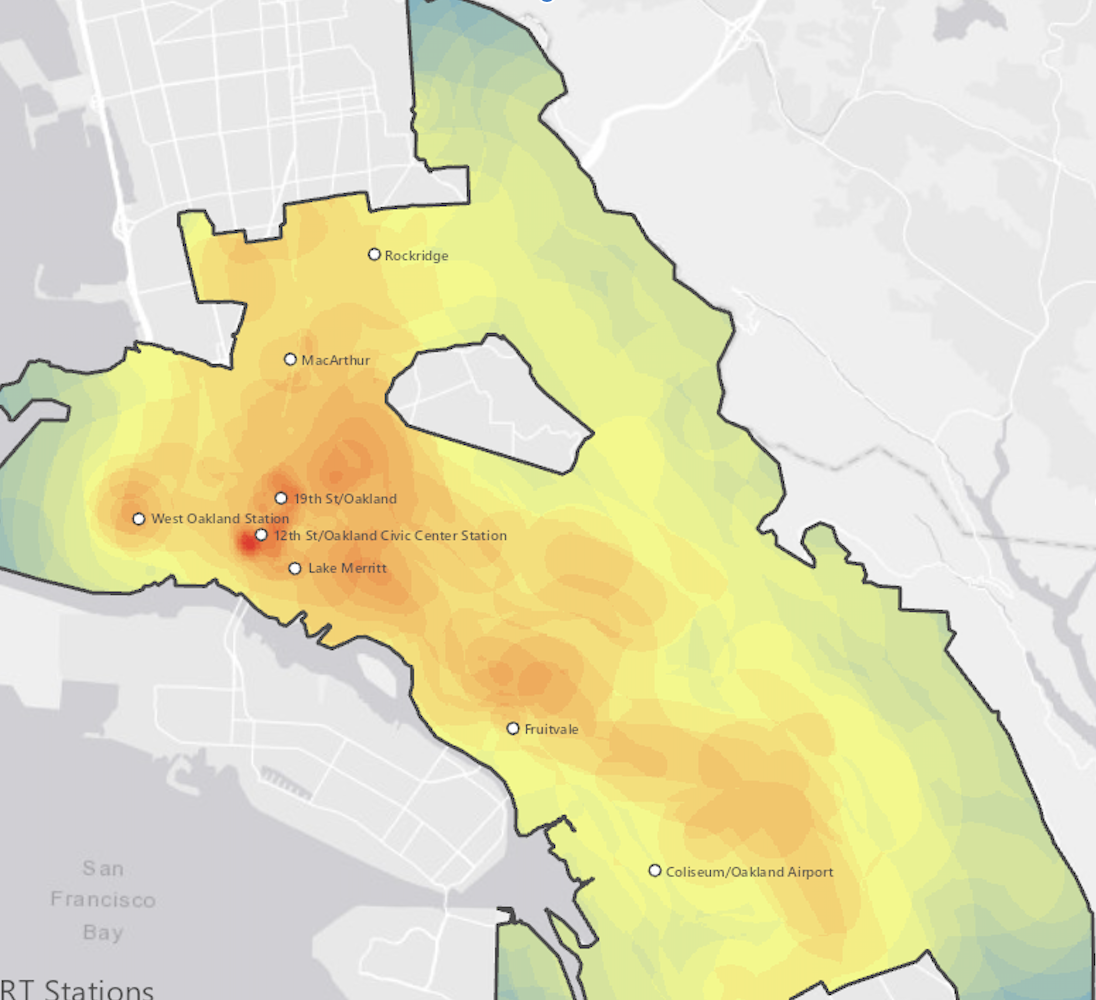 Rockridge
MacArthur
19th St/Oakland
West Oakland Station
12th St/Oakland Civic Center Station
Lake Merritt
Fruitvale
Coliseum/Oakland Airport
San
Francisco
Bay
RT Stations